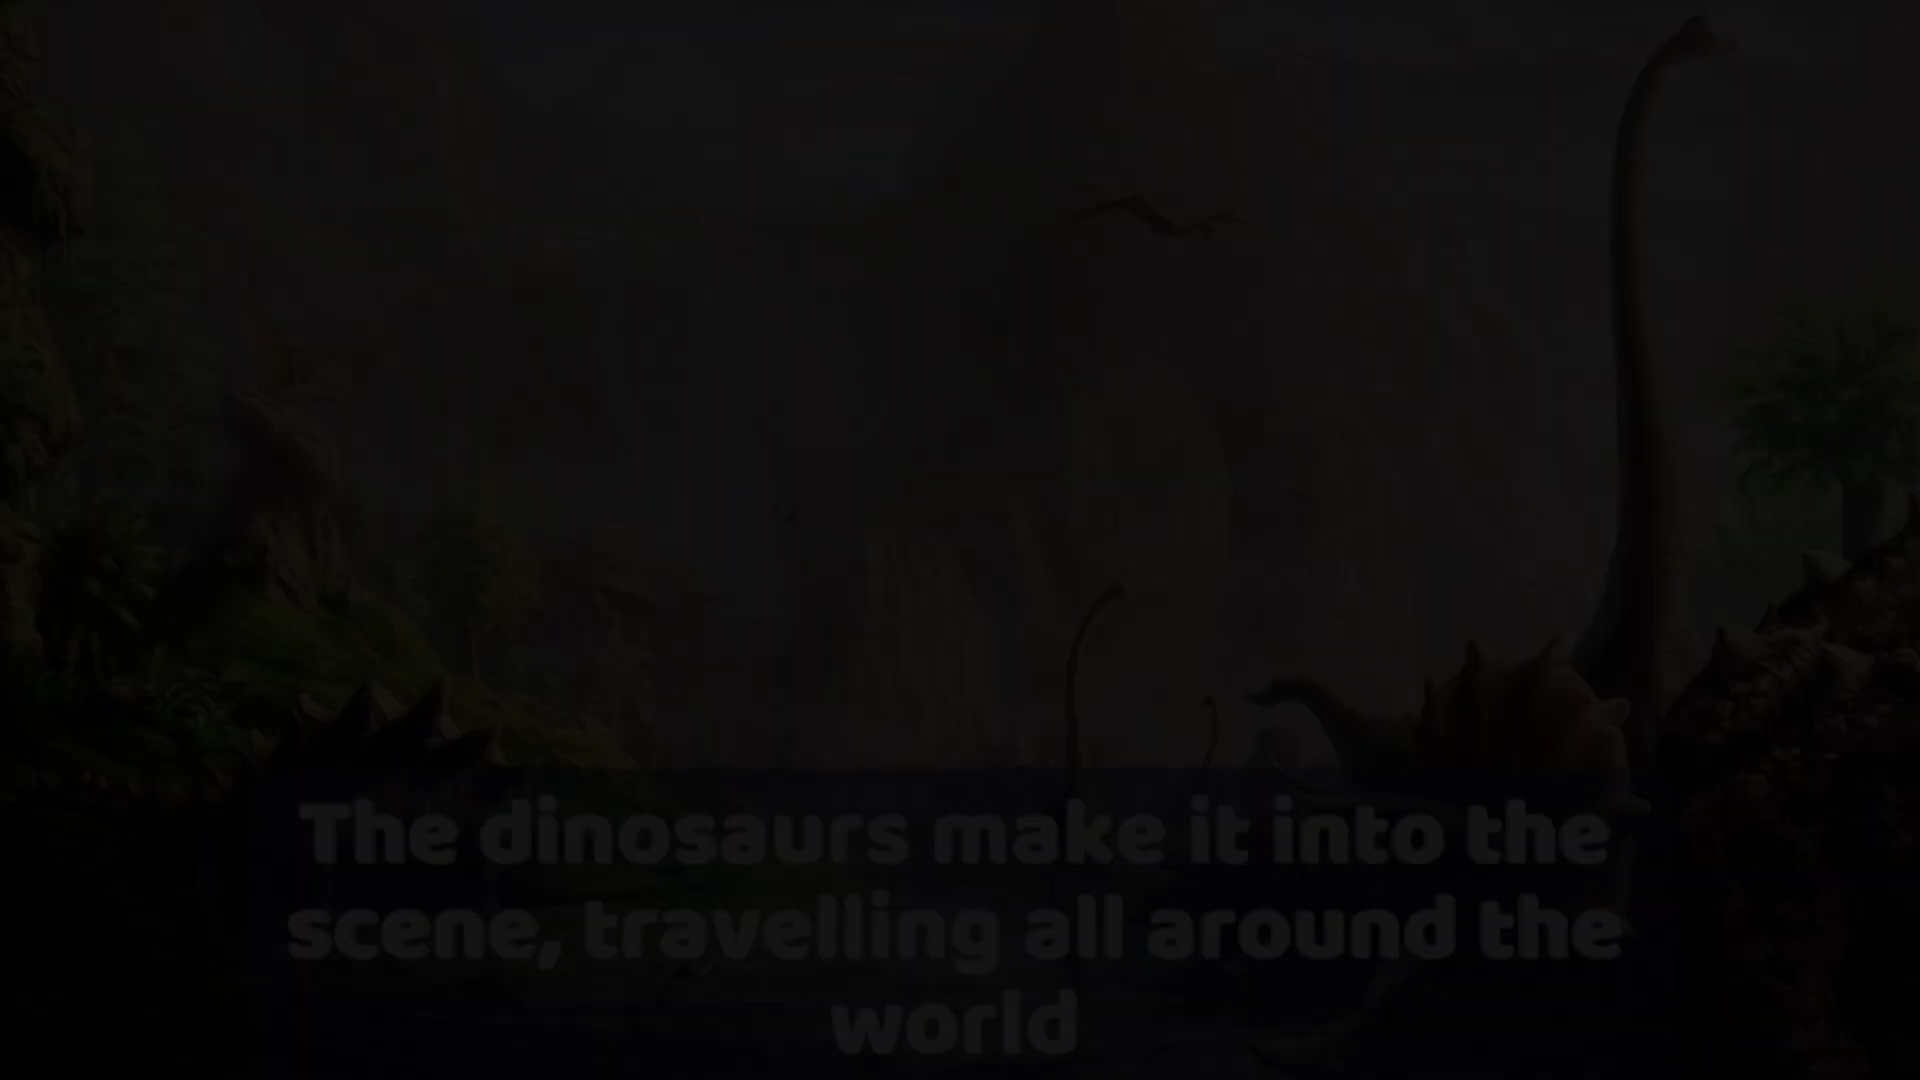 The dinosaurs make it into the
scene, travelling all around the
world